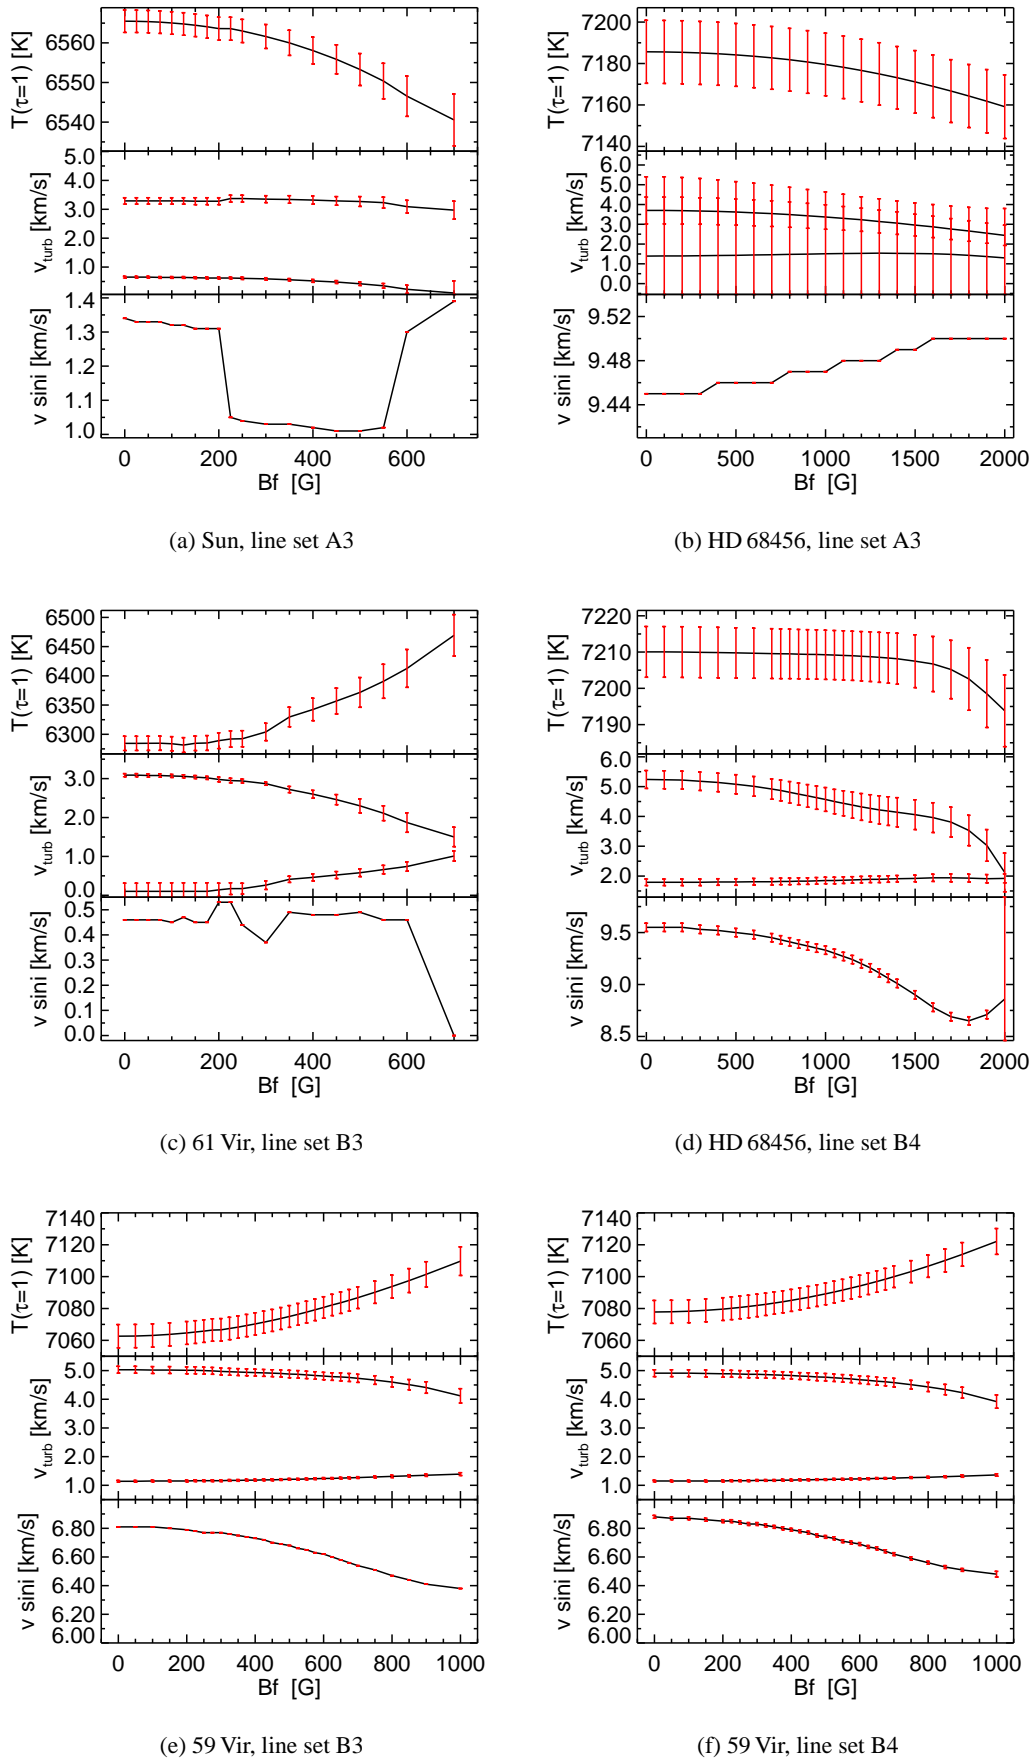 6560
6550
6540
T(τ=1) [K]
5.0
4.0
3.0
2.0
1.0
v_turb [km/s]
1.4
1.3
1.2
1.1
1.0
v sini [km/s]
0 200 400 600
Bf [G]
(a) Sun, line set A3
7200
7180
7160
7140
T(τ=1) [K]
6.0
5.0
4.0
3.0
2.0
1.0
0.0
v_turb [km/s]
9.52
9.48
9.44
v sini [km/s]
0 500 1000 1500 2000
Bf [G]
(b) HD 68456, line set A3
6500
6450
6400
6350
6300
T(τ=1) [K]
3.0
2.0
1.0
0.0
v_turb [km/s]
0.5
0.4
0.3
0.2
0.1
0.0
v sini [km/s]
0 200 400 600
Bf [G]
(c) 61 Vir, line set B3
7220
7210
7200
7190
T(τ=1) [K]
6.0
5.0
4.0
3.0
2.0
v_turb [km/s]
9.5
9.0
8.5
v sini [km/s]
0 500 1000 1500 2000
Bf [G]
(d) HD 68456, line set B4
7140
7120
7100
7080
7060
T(τ=1) [K]
5.0
4.0
3.0
2.0
1.0
v_turb [km/s]
6.80
6.60
6.40
6.20
6.00
v sini [km/s]
0 200 400 600 800 1000
Bf [G]
(e) 59 Vir, line set B3
7140
7120
7100
7080
7060
T(τ=1) [K]
5.0
4.0
3.0
2.0
1.0
v_turb [km/s]
6.80
6.60
6.40
6.20
6.00
v sini [km/s]
0 200 400 600 800 1000
Bf [G]
(f) 59 Vir, line set B4